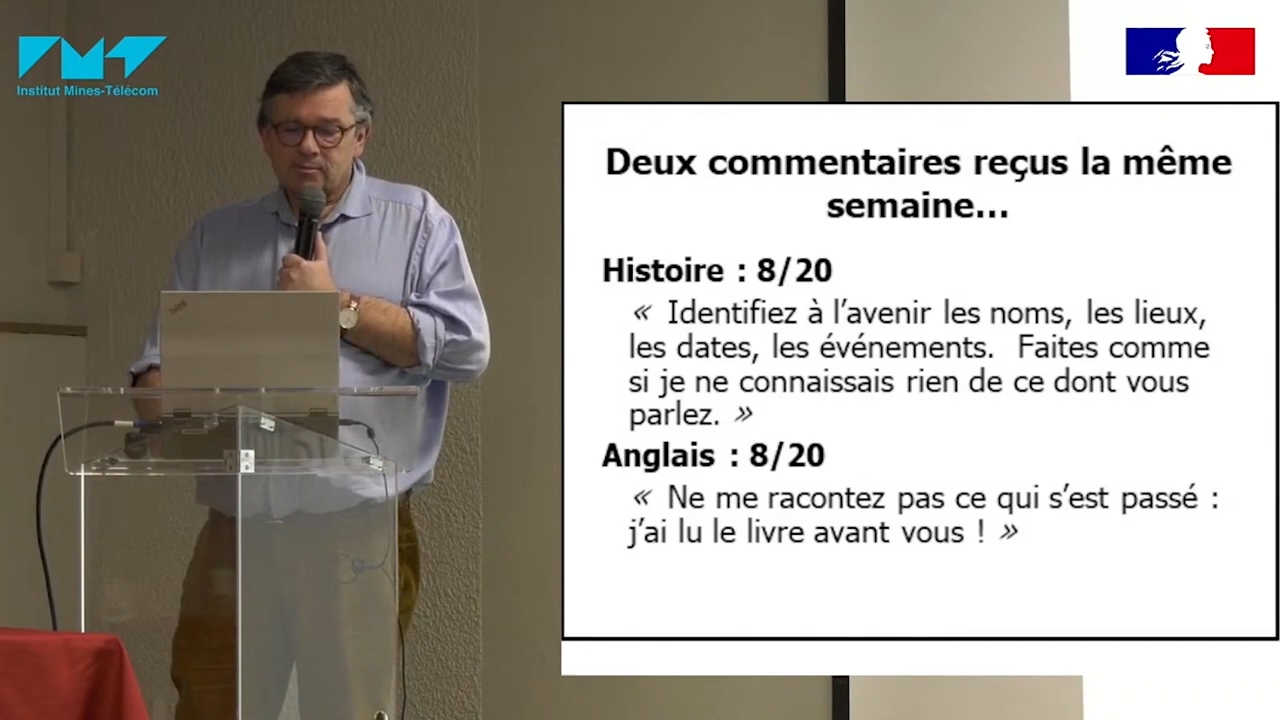 Institut Mines-Télécom
Deux commentaires reçus la même
semaine...
Histoire : 8/20
« Identifiez à l'avenir les noms, les lieux,
les dates, les événements. Faites comme
si je ne connaissais rien de ce dont vous
parlez. »
Anglais : 8/20
« Ne me racontez pas ce qui s'est passé :
j'ai lu le livre avant vous ! »